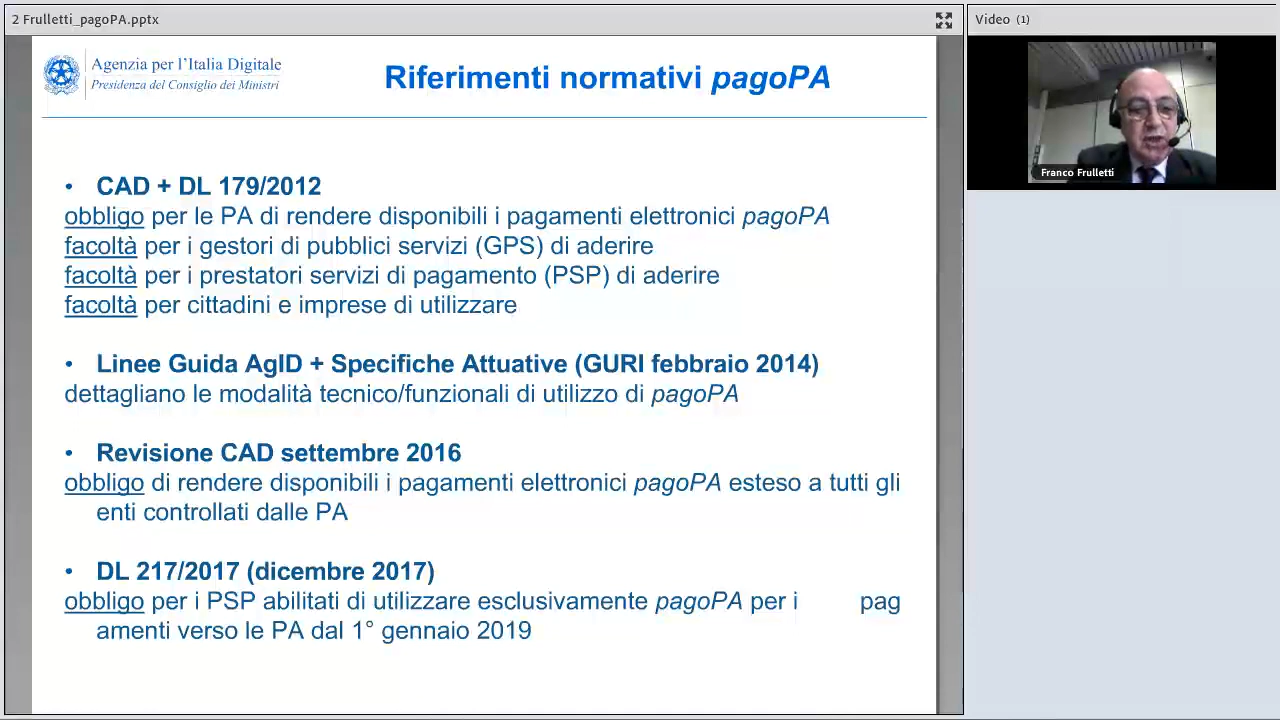 2 Frulletti_pagoPA.pptx
Video (1)
Agenzia per l'Italia Digitale
Presidenza del Consiglio dei Ministri
Riferimenti normativi pagoPA
Franco Frulletti
• CAD + DL 179/2012
obbligo per le PA di rendere disponibili i pagamenti elettronici pagoPA
facoltà per i gestori di pubblici servizi (GPS) di aderire
facoltà per i prestatori servizi di pagamento (PSP) di aderire
facoltà per cittadini e imprese di utilizzare
• Linee Guida AgID + Specifiche Attuative (GURI febbraio 2014)
dettagliano le modalità tecnico/funzionali di utilizzo di pagoPA
• Revisione CAD settembre 2016
obbligo di rendere disponibili i pagamenti elettronici pagoPA esteso a tutti gli
enti controllati dalle PA
• DL 217/2017 (dicembre 2017)
obbligo per i PSP abilitati di utilizzare esclusivamente pagoPA per i pag
amenti verso le PA dal 1° gennaio 2019